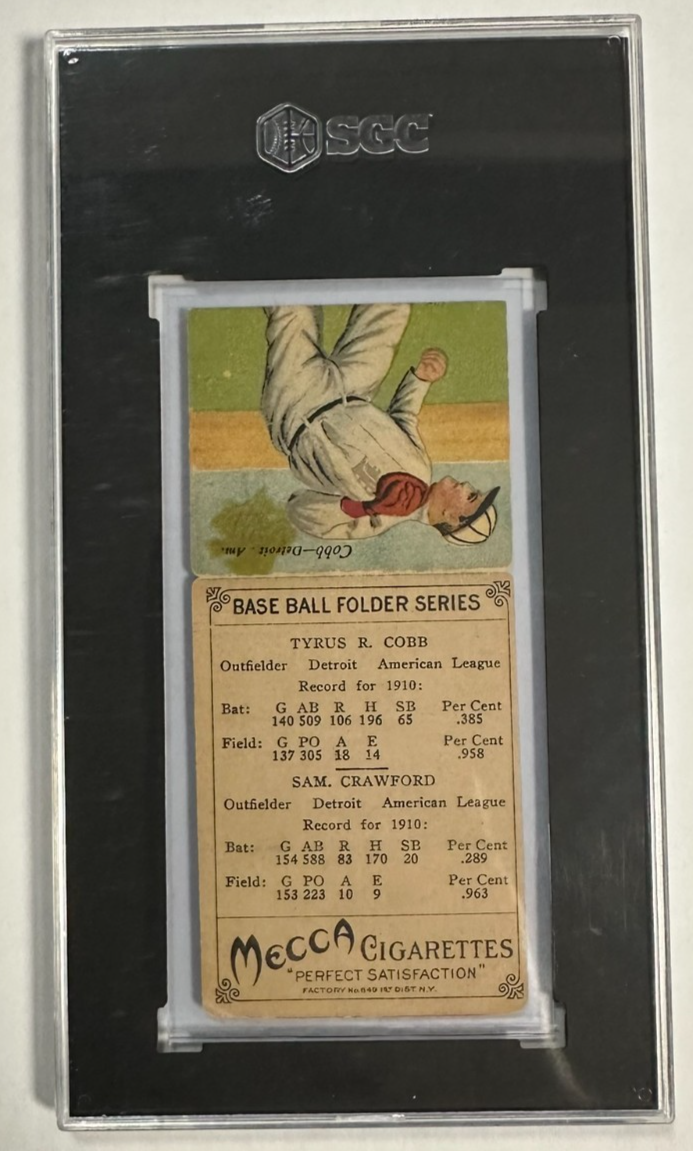 SGC
Cobb—Detroit. Am.
BASE BALL FOLDER SERIES
TYRUS R. COBB
Outfielder Detroit American League
Record for 1910:
Bat: G AB R H SB Per Cent
140 509 106 196 65 .385
Field: G PO A E Per Cent
137 305 18 14 .958
SAM. CRAWFORD
Outfielder Detroit American League
Record for 1910:
Bat: G AB R H SB Per Cent
154 588 83 170 20 .289
Field: G PO A E Per Cent
153 223 10 9 .963
MECCA CIGARETTES
"PERFECT SATISFACTION"
FACTORY No. 649 1ST DIST. N.Y.